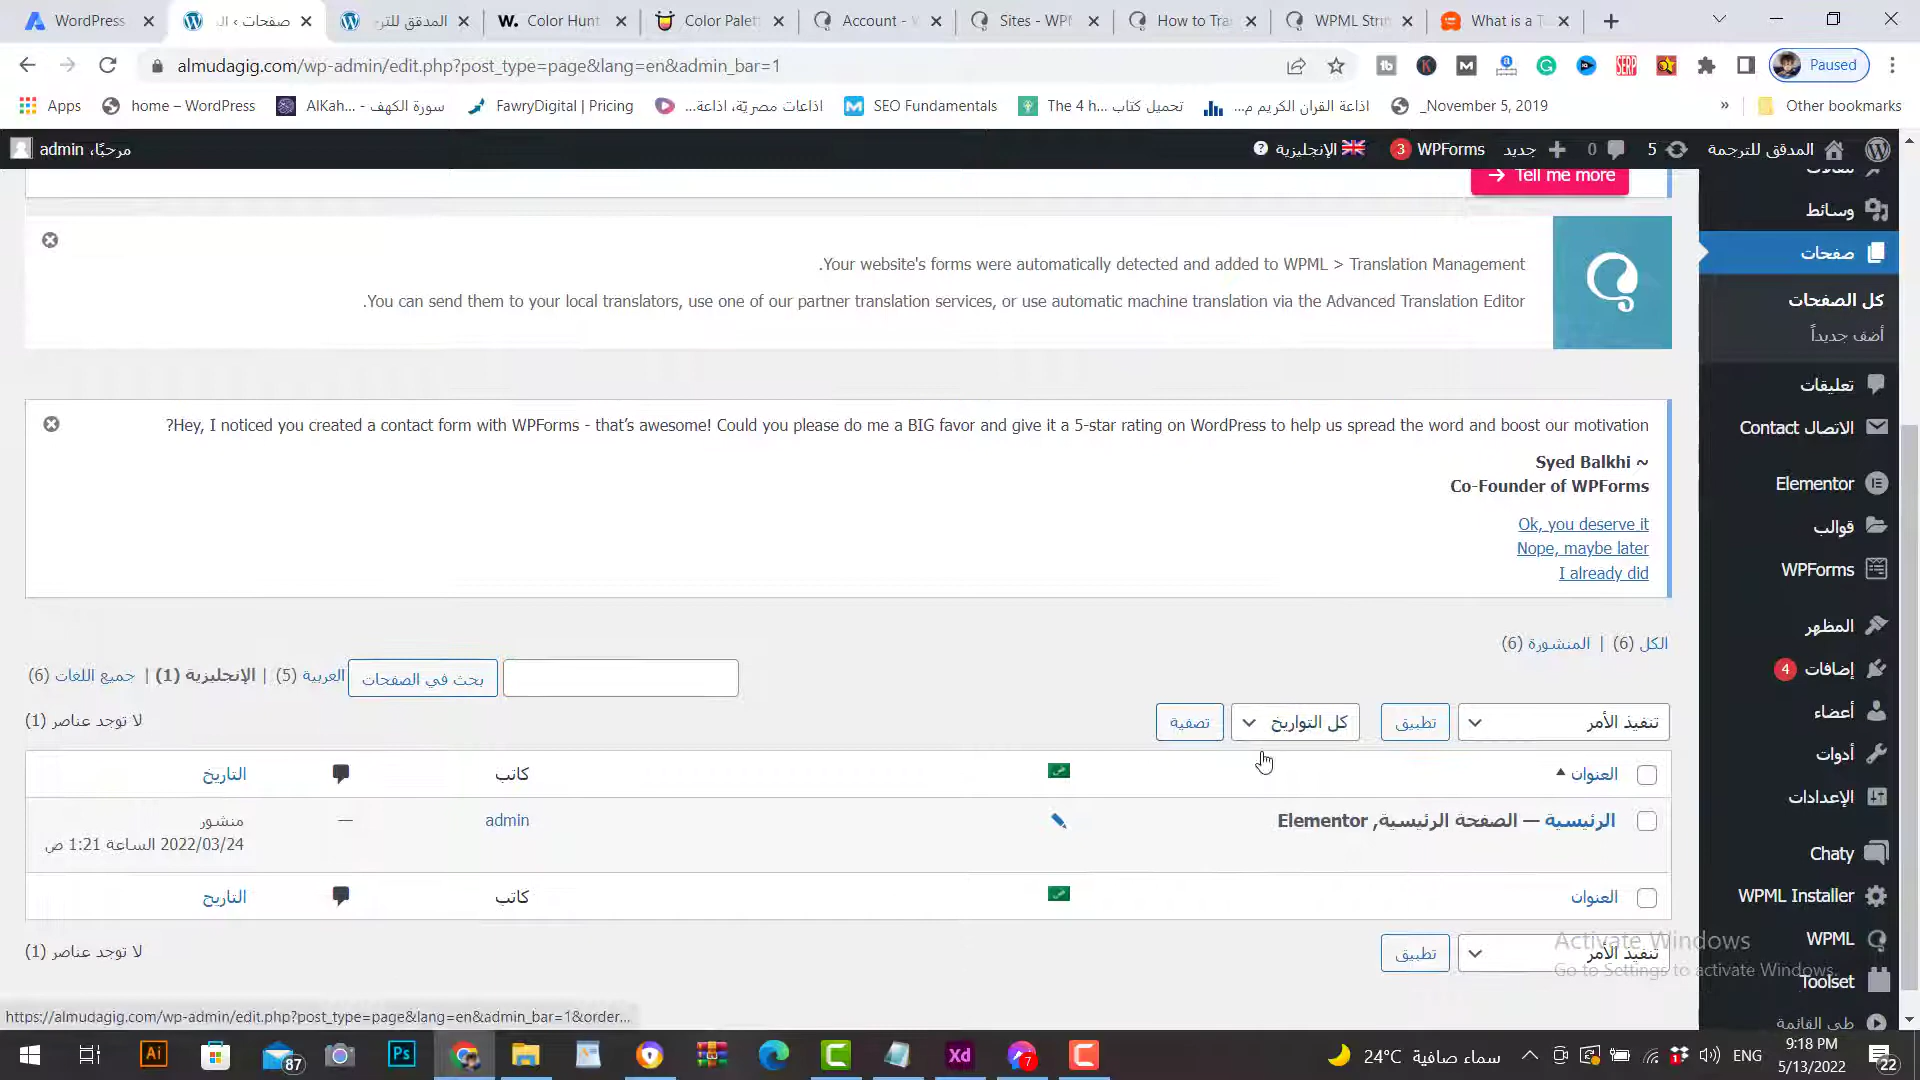 WordPress
صفحات ‹ الـ
المدقق للترج
Color Hunt
Color Palet
Account -
Sites - WPM
How to Tra
WPML Stri
What is a T
almudagig.com/wp-admin/edit.php?post_type=page&lang=en&admin_bar=1
Paused
Apps
home – WordPress
سورة الكهف - ...AlKah
FawryDigital | Pricing
اذاعات مصريّة، اذاعة...
SEO Fundamentals
تحميل كتاب ... The 4 h
اذاعة القران الكريم م...
_November 5, 2019
»
Other bookmarks
المدقق للترجمة
5
0
جديد
WPForms 3
الإنجليزية
مرحبًا، admin
Tell me more
Your website's forms were automatically detected and added to WPML > Translation Management.
You can send them to your local translators, use one of our partner translation services, or use automatic machine translation via the Advanced Translation Editor.
Hey, I noticed you created a contact form with WPForms - that’s awesome! Could you please do me a BIG favor and give it a 5-star rating on WordPress to help us spread the word and boost our motivation?
~ Syed Balkhi
Co-Founder of WPForms
Ok, you deserve it
Nope, maybe later
I already did
الكل (6) | المنشورة (6)
بحث في الصفحات
العربية (5) | الإنجليزية (1) | جميع اللغات (6)
تنفيذ الأمر
تطبيق
كل التواريخ
تصفية
لا توجد عناصر (1)
العنوان
كاتب
التاريخ
الرئيسية — الصفحة الرئيسية, Elementor
admin
—
منشور
2022/03/24 الساعة 1:21 ص
العنوان
كاتب
التاريخ
تنفيذ الأمر
تطبيق
لا توجد عناصر (1)
مقالات
وسائط
صفحات
كل الصفحات
أضف جديداً
تعليقات
الاتصال Contact
Elementor
قوالب
WPForms
المظهر
إضافات 4
أعضاء
أدوات
الإعدادات
Chaty
WPML Installer
WPML
Toolset
طي القائمة
Activate Windows
Go to Settings to activate Windows.
https://almudagig.com/wp-admin/edit.php?post_type=page&lang=en&admin_bar=1&order...
Ai
87
Ps
Xd
7
24°C سماء صافية
ENG
9:18 PM
5/13/2022
22